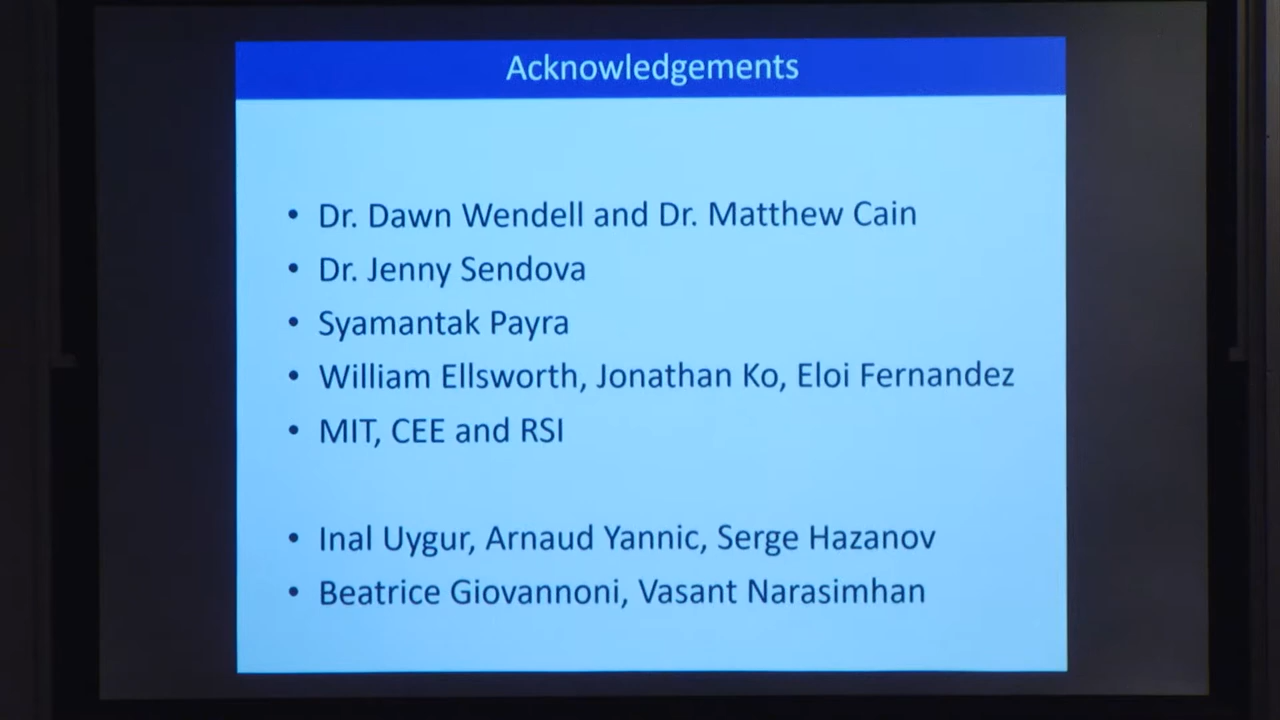 Acknowledgements
• Dr. Dawn Wendell and Dr. Matthew Cain
• Dr. Jenny Sendova
• Syamantak Payra
• William Ellsworth, Jonathan Ko, Eloi Fernandez
• MIT, CEE and RSI
• Inal Uygur, Arnaud Yannic, Serge Hazanov
• Beatrice Giovannoni, Vasant Narasimhan